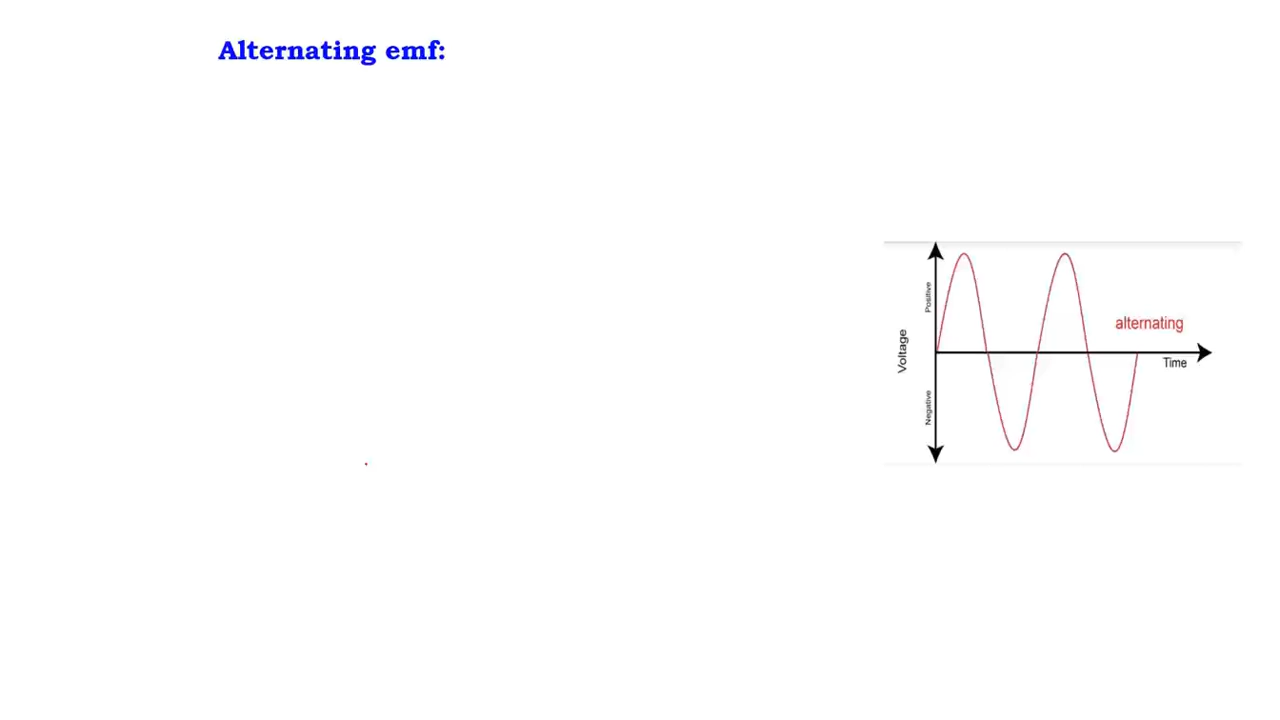 Alternating emf:
Positive
alternating
Voltage
Time
Negative